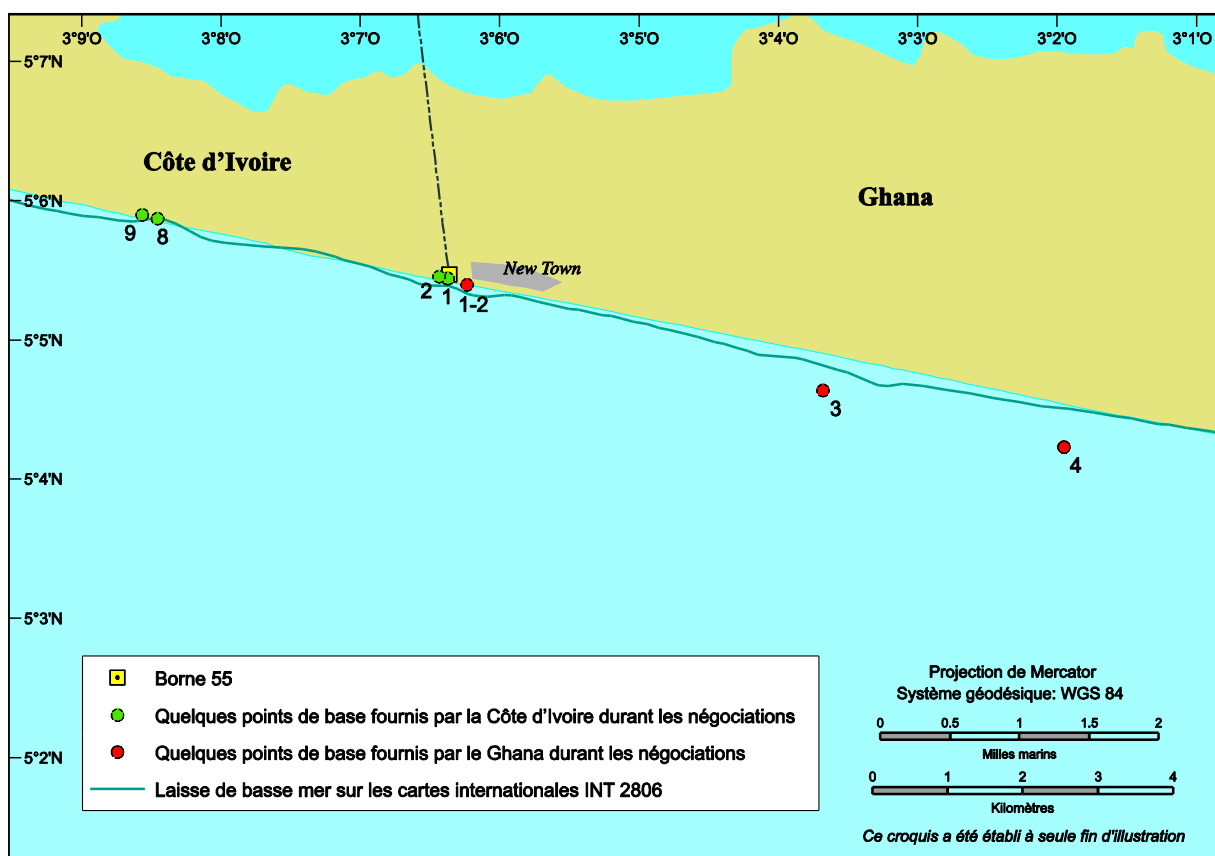 3°9'O 3°8'O 3°7'O 3°6'O 3°5'O 3°4'O 3°3'O 3°2'O 3°1'O
5°7'N
Côte d'Ivoire
Ghana
5°6'N
9 8
New Town
2 1 1-2
5°5'N
3
4
5°4'N
5°3'N
Borne 55
Quelques points de base fournis par la Côte d'Ivoire durant les négociations
Quelques points de base fournis par le Ghana durant les négociations
Laisse de basse mer sur les cartes internationales INT 2806
5°2'N
Projection de Mercator
Système géodésique: WGS 84
0 0.5 1 1.5 2
Milles marins
0 1 2 3 4
Kilomètres
Ce croquis a été établi à seule fin d'illustration